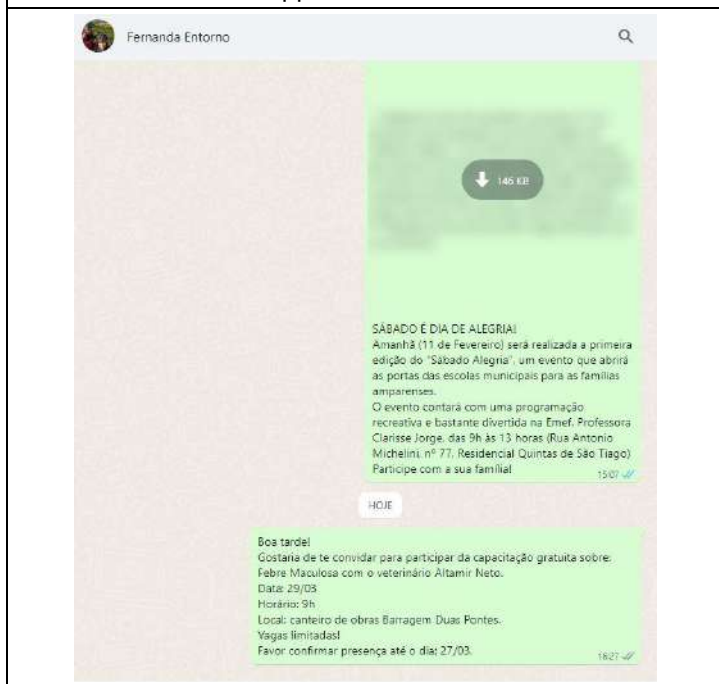 Fernanda Entorno
146 KB
SÁBADO É DIA DE ALEGRIA!
Amanhã (11 de Fevereiro) será realizada a primeira
edição do "Sábado Alegria", um evento que abrirá
as portas das escolas municipais para as famílias
amparenses.
O evento contará com uma programação
recreativa e bastante divertida na Emef. Professora
Clarisse Jorge, das 9h às 13 horas (Rua Antonio
Michelini, nº 77, Residencial Quintas de São Tiago)
Participe com a sua família!
15:07
HOJE
Boa tarde!
Gostaria de te convidar para participar da capacitação gratuita sobre:
Febre Maculosa com o veterinário Altamir Neto.
Data: 29/03
Horário: 9h
Local: canteiro de obras Barragem Duas Pontes.
Vagas limitadas!
Favor confirmar presença até o dia: 27/03.
16:27